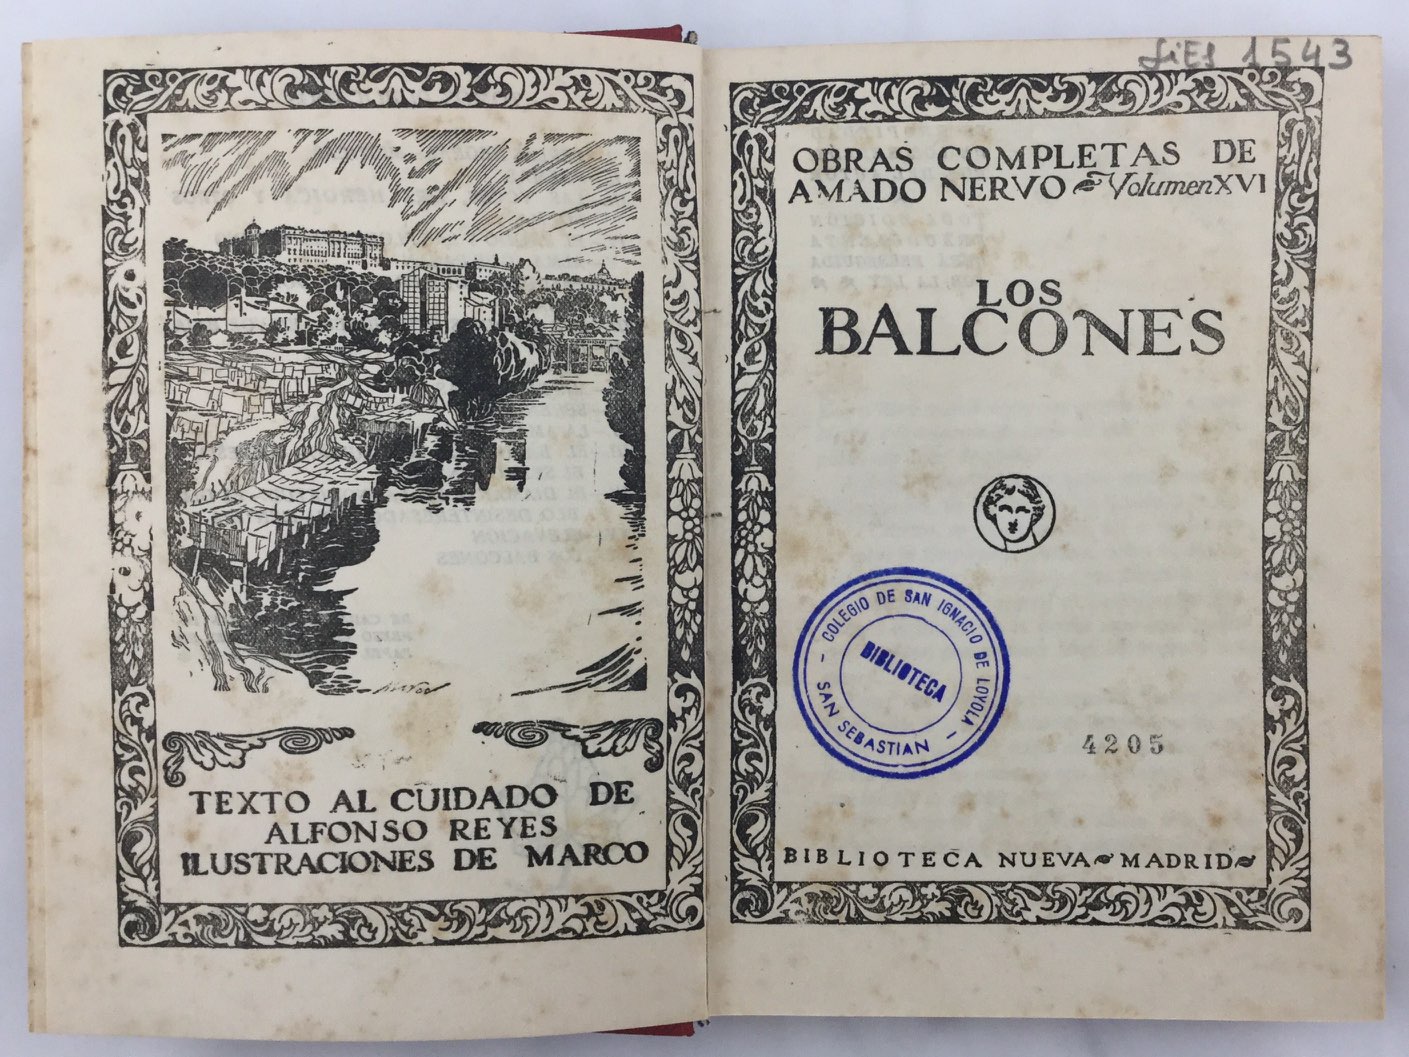 TEXTO AL CUIDADO DE
ALFONSO REYES
ILUSTRACIONES DE MARCO
1543
OBRAS COMPLETAS DE
AMADO NERVO Volumen XVI
LOS
BALCONES
COLEGIO DE SAN IGNACIO DE LOYOLA
BIBLIOTECA
SAN SEBASTIAN
4205
BIBLIOTECA NUEVA MADRID